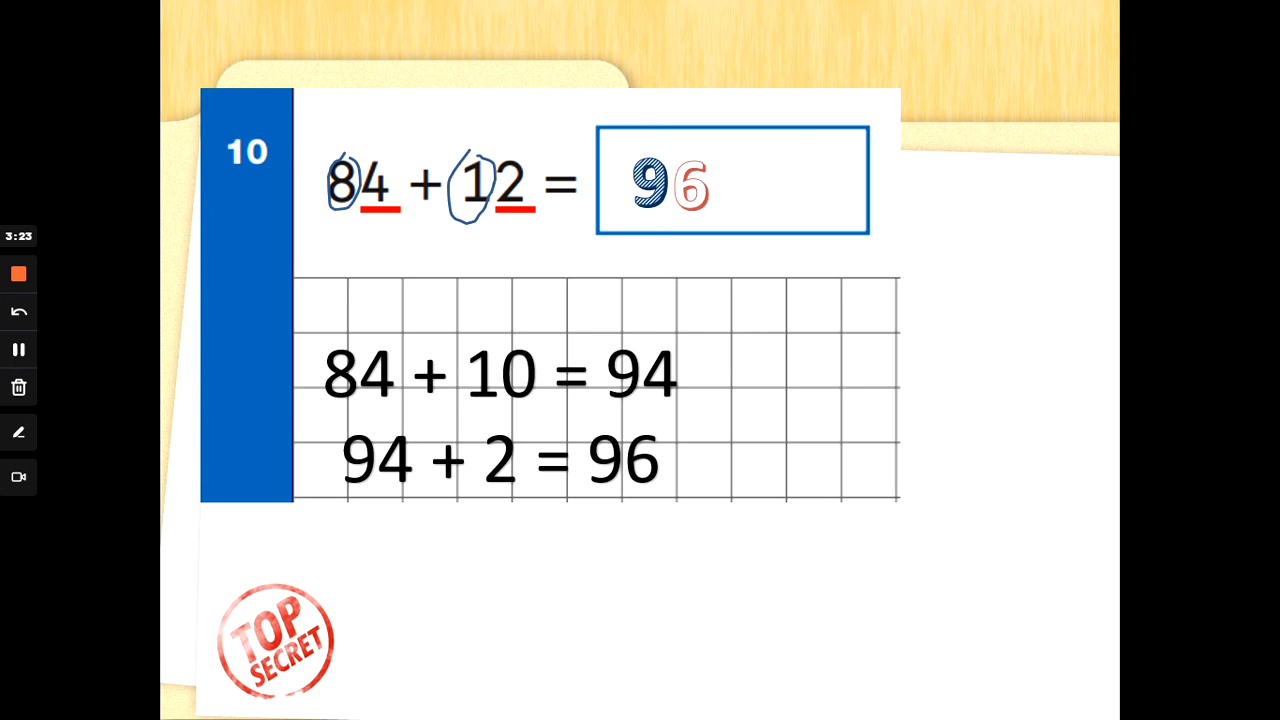 10
84 + 12 = 96
3:23
84 + 10 = 94
94 + 2 = 96
TOP
SECRET